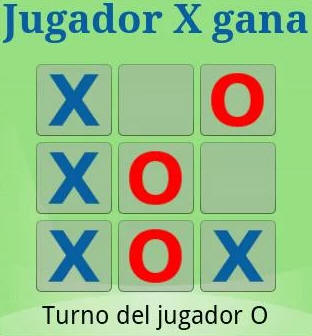 Jugador X gana
X O
X O
X O X
Turno del jugador O